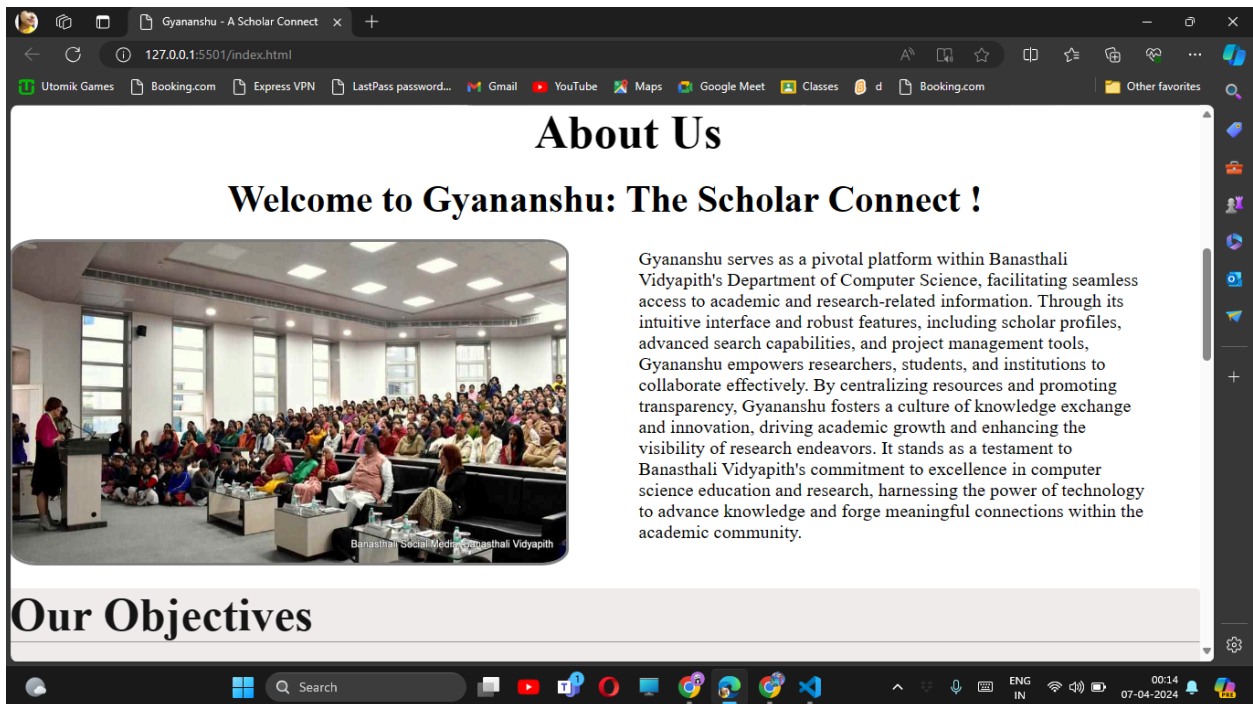 Gyananshu - A Scholar Connect
127.0.0.1:5501/index.html
Utomik Games Booking.com Express VPN LastPass password... Gmail YouTube Maps Google Meet Classes d Booking.com Other favorites
About Us
Welcome to Gyananshu: The Scholar Connect !
Gyananshu serves as a pivotal platform within Banasthali
Vidyapith's Department of Computer Science, facilitating seamless
access to academic and research-related information. Through its
intuitive interface and robust features, including scholar profiles,
advanced search capabilities, and project management tools,
Gyananshu empowers researchers, students, and institutions to
collaborate effectively. By centralizing resources and promoting
transparency, Gyananshu fosters a culture of knowledge exchange
and innovation, driving academic growth and enhancing the
visibility of research endeavors. It stands as a testament to
Banasthali Vidyapith's commitment to excellence in computer
science education and research, harnessing the power of technology
to advance knowledge and forge meaningful connections within the
academic community.
Banasthali Social Media, Banasthali Vidyapith
Our Objectives
Search
1
ENG
IN
00:14
07-04-2024
PRE